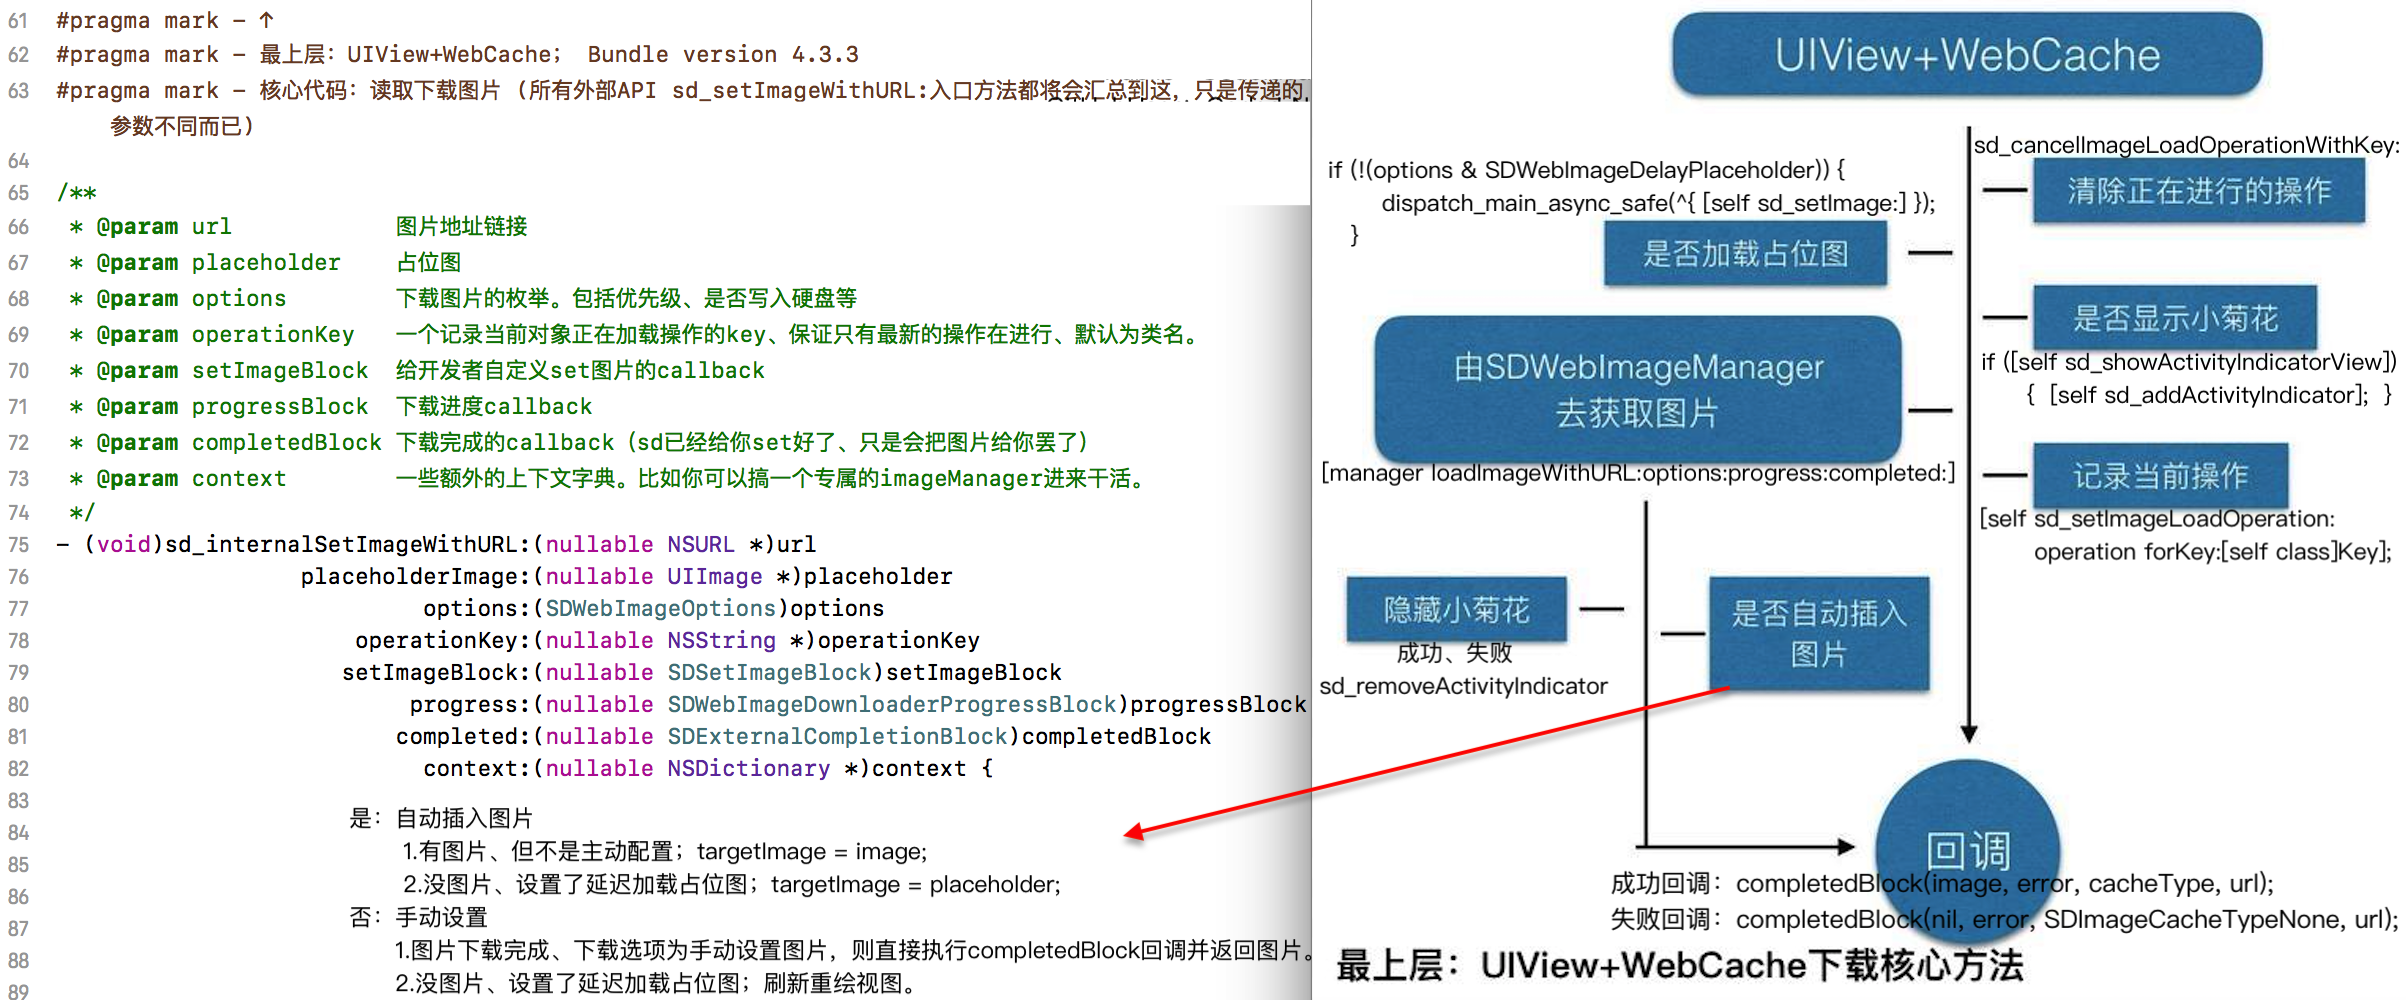 61 #pragma mark - ↑
62 #pragma mark - 最上层：UIView+WebCache； Bundle version 4.3.3
63 #pragma mark - 核心代码：读取下载图片（所有外部API sd_setImageWithURL:入口方法都将会汇总到这，只是传递的
参数不同而已）
64
65 /**
66 * @param url 图片地址链接
67 * @param placeholder 占位图
68 * @param options 下载图片的枚举。包括优先级、是否写入硬盘等
69 * @param operationKey 一个记录当前对象正在加载操作的key、保证只有最新的操作在进行、默认为类名。
70 * @param setImageBlock 给开发者自定义set图片的callback
71 * @param progressBlock 下载进度callback
72 * @param completedBlock 下载完成的callback（sd已经给你set好了、只是会把图片给你罢了）
73 * @param context 一些额外的上下文字典。比如你可以搞一个专属的imageManager进来干活。
74 */
75 - (void)sd_internalSetImageWithURL:(nullable NSURL *)url
76 placeholderImage:(nullable UIImage *)placeholder
77 options:(SDWebImageOptions)options
78 operationKey:(nullable NSString *)operationKey
79 setImageBlock:(nullable SDSetImageBlock)setImageBlock
80 progress:(nullable SDWebImageDownloaderProgressBlock)progressBlock
81 completed:(nullable SDExternalCompletionBlock)completedBlock
82 context:(nullable NSDictionary *)context {
83
是：自动插入图片
84
1.有图片、但不是主动配置；targetImage = image;
85
2.没图片、设置了延迟加载占位图；targetImage = placeholder;
86
否：手动设置
87
1.图片下载完成、下载选项为手动设置图片，则直接执行completedBlock回调并返回图片。
88
2.没图片、设置了延迟加载占位图；刷新重绘视图。
89
UIView+WebCache
sd_cancelImageLoadOperationWithKey:
清除正在进行的操作
if (!(options & SDWebImageDelayPlaceholder)) {
dispatch_main_async_safe(^{ [self sd_setImage:] });
}
是否加载占位图
是否显示小菊花
if ([self sd_showActivityIndicatorView])
{ [self sd_addActivityIndicator]; }
由SDWebImageManager
去获取图片
[manager loadImageWithURL:options:progress:completed:]
记录当前操作
[self sd_setImageLoadOperation:
operation forKey:[self class]Key];
隐藏小菊花
成功、失败
sd_removeActivityIndicator
是否自动插入
图片
回调
成功回调：completedBlock(image, error, cacheType, url);
失败回调：completedBlock(nil, error, SDImageCacheTypeNone, url);
最上层：UIView+WebCache下载核心方法